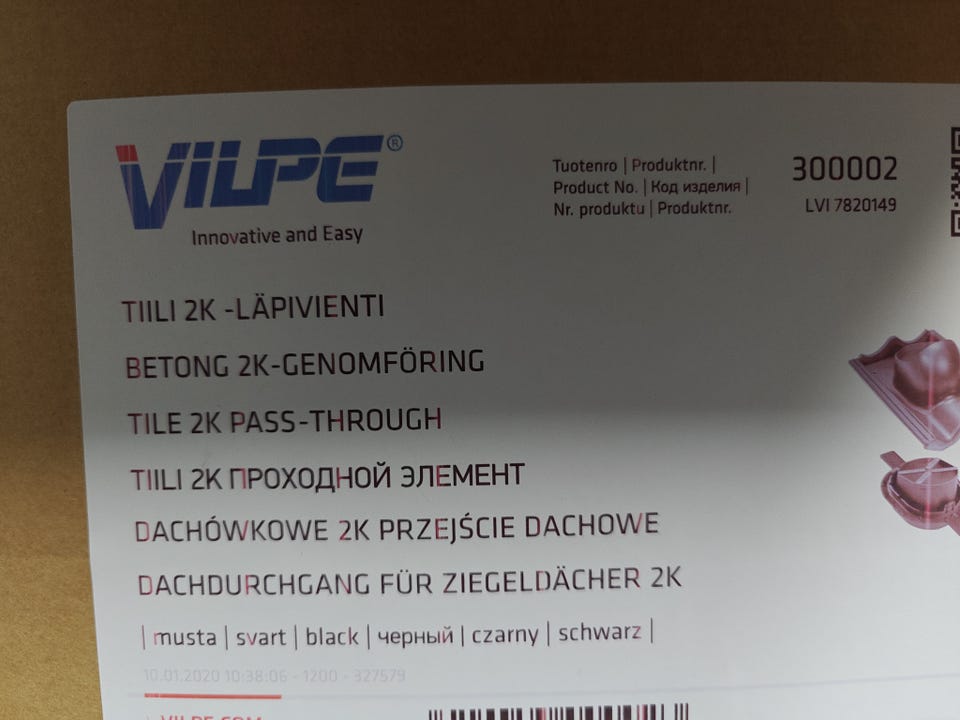 VILPE®
Innovative and Easy
Tuotenro | Produktnr. |
Product No. | Код изделия |
Nr. produktu | Produktnr.
300002
LVI 7820149
TIILI 2K -LÄPIVIENTI
BETONG 2K-GENOMFÖRING
TILE 2K PASS-THROUGH
TIILI 2K ПРОХОДНОЙ ЭЛЕМЕНТ
DACHÓWKOWE 2K PRZEJŚCIE DACHOWE
DACHDURCHGANG FÜR ZIEGELDÄCHER 2K
| musta | svart | black | черный | czarny | schwarz |
10.01.2020 10:38:06 - 1200 - 327579
VILPE.COM